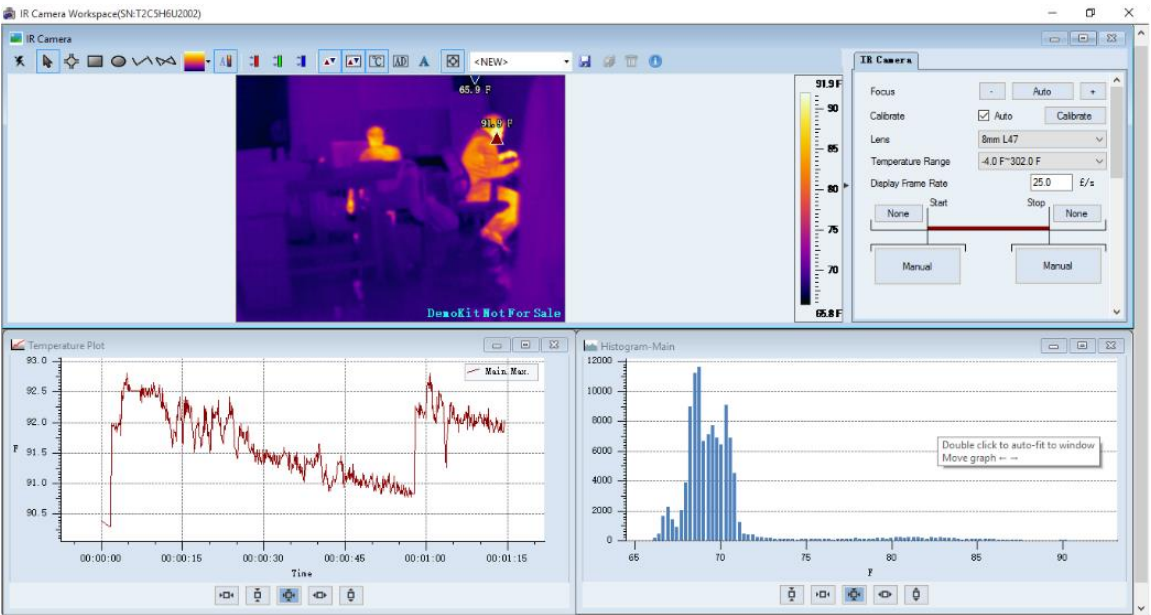 IR Camera Workspace(SN:T2C5H6U2002)
IR Camera
<NEW>
65.9 F
91.9 F
DemoKit Not For Sale
91.9 F
90
85
80
75
70
65.8 F
IR Camera
Focus - Auto +
Calibrate Auto Calibrate
Lens 8mm L47
Temperature Range -4.0 F~302.0 F
Display Frame Rate 25.0 f/s
Start Stop
None None
Manual Manual
Temperature Plot
93.0
92.5
92.0
91.5
91.0
90.5
F
Main.Max.
00:00:00 00:00:15 00:00:30 00:00:45 00:01:00 00:01:15
Time
Histogram-Main
12000
10000
8000
6000
4000
2000
0
Double click to auto-fit to window
Move graph ← →
65 70 75 80 85 90
F